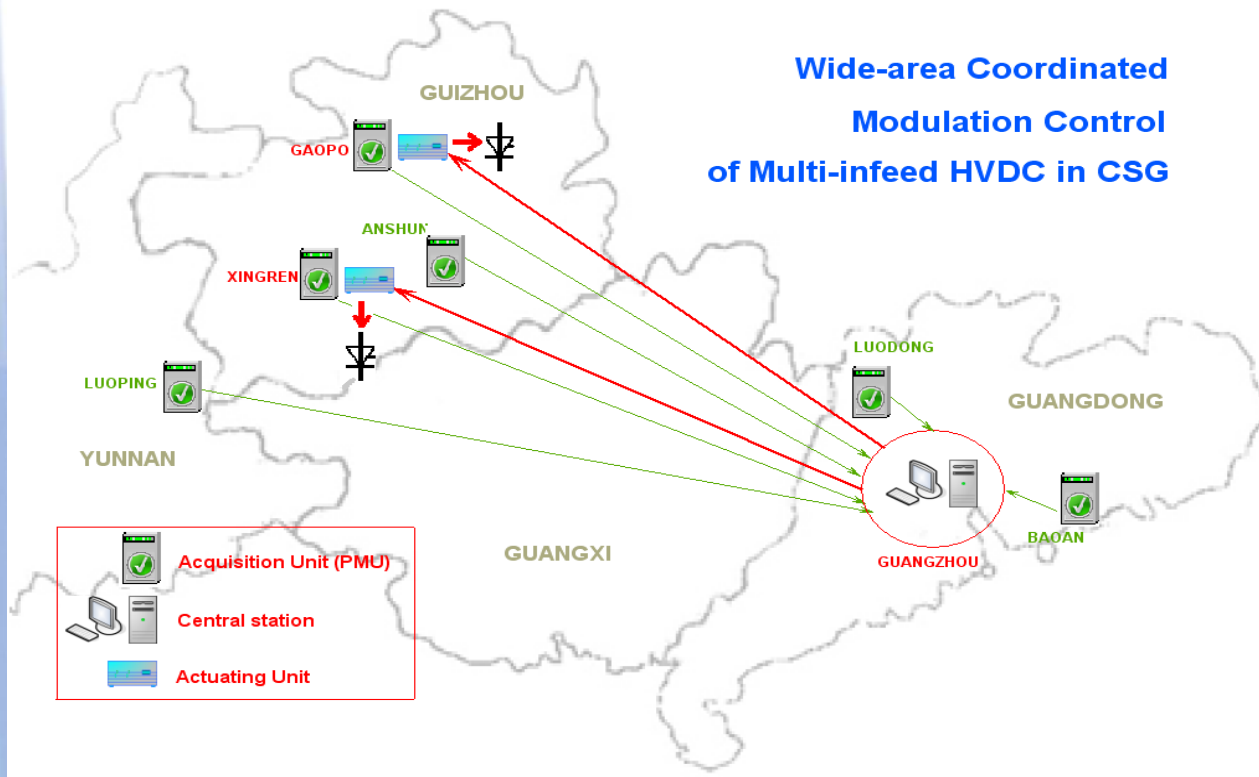 Wide-area Coordinated
Modulation Control
of Multi-infeed HVDC in CSG
GUIZHOU
GAOPO
ANSHUN
XINGREN
LUOPING
LUODONG
GUANGDONG
YUNNAN
GUANGXI
BAOAN
GUANGZHOU
Acquisition Unit (PMU)
Central station
Actuating Unit